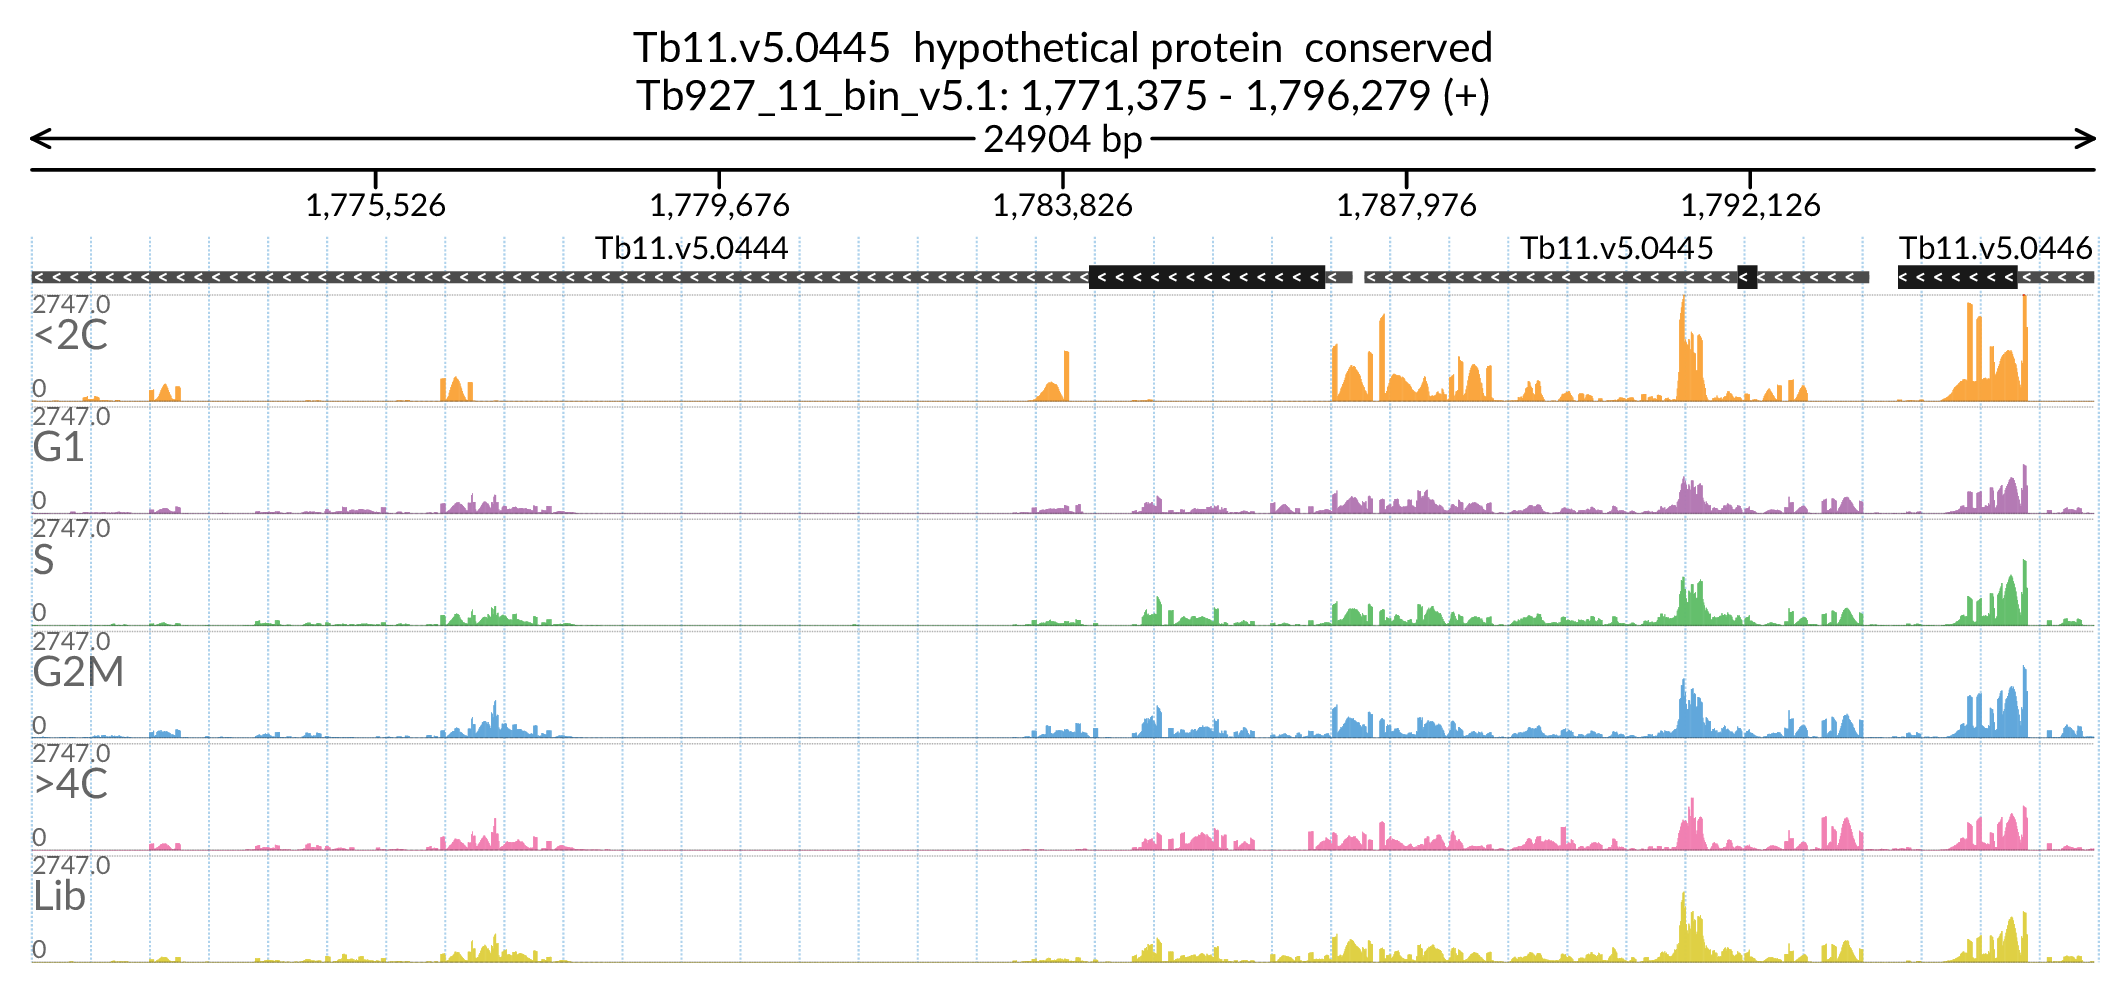 Tb11.v5.0445  hypothetical protein  conserved
Tb927_11_bin_v5.1: 1,771,375 - 1,796,279 (+)
24904 bp
1,775,526 1,779,676 1,783,826 1,787,976 1,792,126
Tb11.v5.0444 Tb11.v5.0445 Tb11.v5.0446
2747.0
<2C
0
2747.0
G1
0
2747.0
S
0
2747.0
G2M
0
2747.0
>4C
0
2747.0
Lib
0